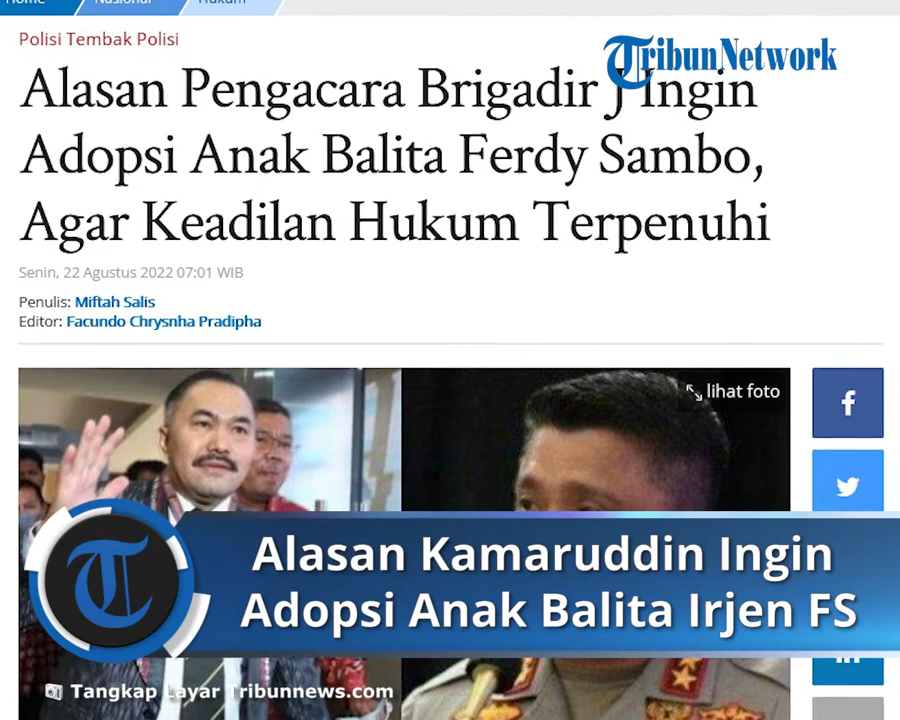 Home Nasional Hukum
Polisi Tembak Polisi
TribunNetwork
Alasan Pengacara Brigadir J Ingin
Adopsi Anak Balita Ferdy Sambo,
Agar Keadilan Hukum Terpenuhi
Senin, 22 Agustus 2022 07:01 WIB
Penulis: Miftah Salis
Editor: Facundo Chrysnha Pradipha
lihat foto
f
T
Alasan Kamaruddin Ingin
Adopsi Anak Balita Irjen FS
in
Tangkap Layar Tribunnews.com